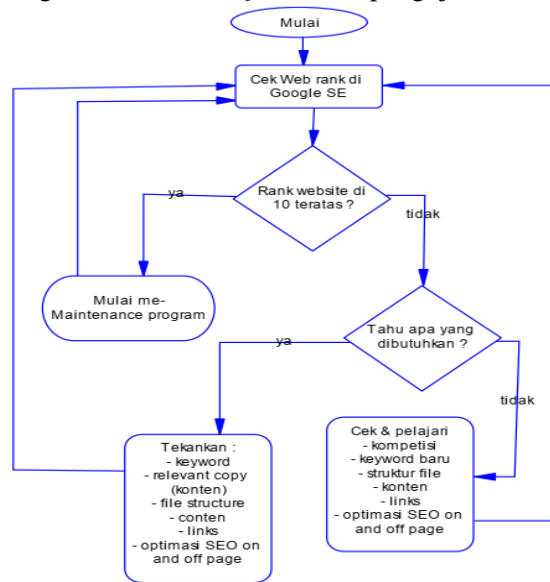 Mulai
Cek Web rank di
Google SE
Rank website di
10 teratas ?
ya
tidak
Mulai me-
Maintenance program
Tahu apa yang
dibutuhkan ?
ya
tidak
Tekankan :
- keyword
- relevant copy
(konten)
- file structure
- conten
- links
- optimasi SEO on
and off page
Cek & pelajari
- kompetisi
- keyword baru
- struktur file
- konten
- links
- optimasi SEO on
and off page